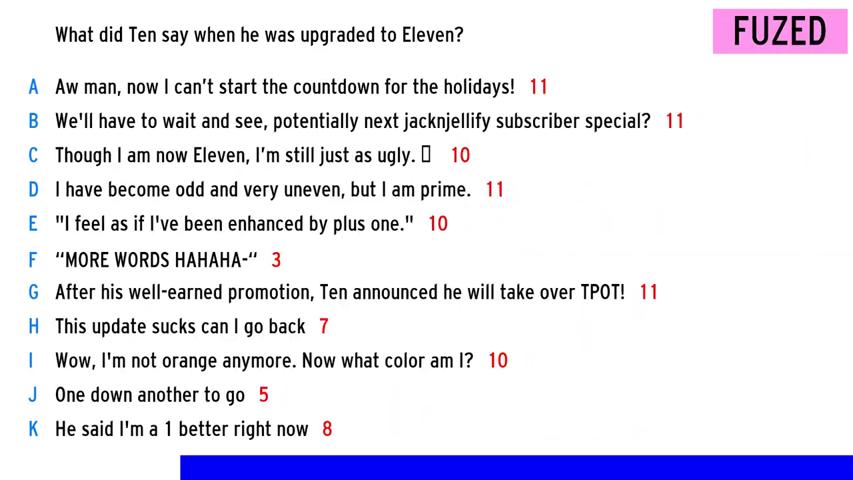 What did Ten say when he was upgraded to Eleven?
FUZED
A Aw man, now I can't start the countdown for the holidays! 11
B We'll have to wait and see, potentially next jacknjellify subscriber special? 11
C Though I am now Eleven, I'm still just as ugly. ▯ 10
D I have become odd and very uneven, but I am prime. 11
E "I feel as if I've been enhanced by plus one." 10
F “MORE WORDS HAHAHA-“ 3
G After his well-earned promotion, Ten announced he will take over TPOT! 11
H This update sucks can I go back 7
I Wow, I'm not orange anymore. Now what color am I? 10
J One down another to go 5
K He said I'm a 1 better right now 8